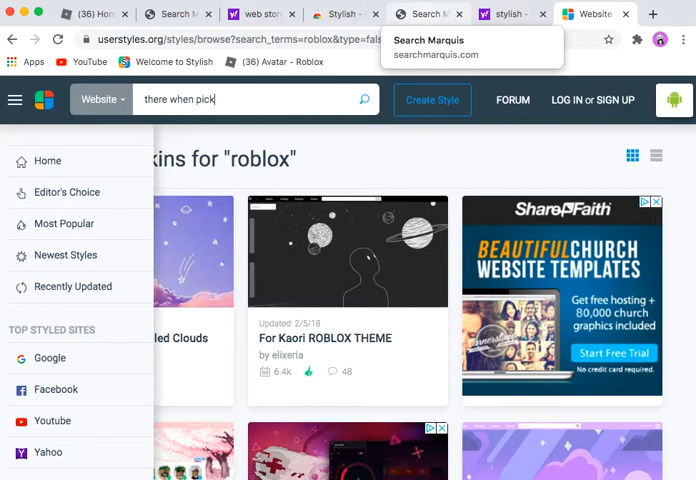 (36) Hom
Search M
web stor
Stylish -
Search M
stylish -
Website
userstyles.org/styles/browse?search_terms=roblox&type=fals
Search Marquis
searchmarquis.com
Apps
YouTube
Welcome to Stylish
(36) Avatar - Roblox
Website
there when pick
Create Style
FORUM
LOG IN or SIGN UP
kins for "roblox"
Home
Editor's Choice
Most Popular
Newest Styles
Recently Updated
TOP STYLED SITES
Google
Facebook
Youtube
Yahoo
led Clouds
Updated: 2/5/18
For Kaori ROBLOX THEME
by elixeria
6.4k
48
ShareFaith
BEAUTIFUL CHURCH
WEBSITE TEMPLATES
Get free hosting +
80,000 church
graphics included
Start Free Trial
No credit card required.